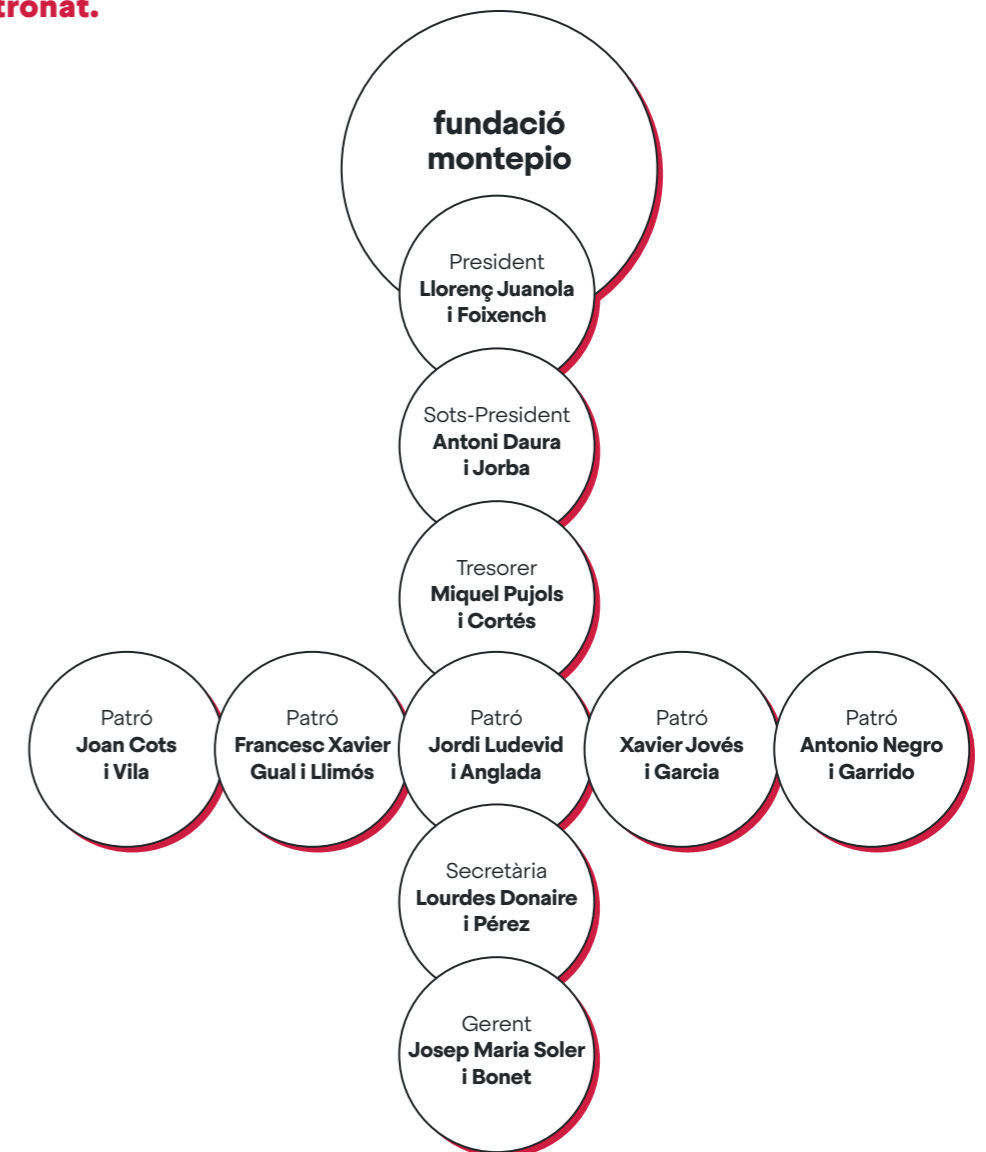 tronat.
fundació
montepio
President
Llorenç Juanola
i Foixench
Sots-President
Antoni Daura
i Jorba
Tresorer
Miquel Pujols
i Cortés
Patró
Joan Cots
i Vila
Patró
Francesc Xavier
Gual i Llimós
Patró
Jordi Ludevid
i Anglada
Patró
Xavier Jovés
i Garcia
Patró
Antonio Negro
i Garrido
Secretària
Lourdes Donaire
i Pérez
Gerent
Josep Maria Soler
i Bonet